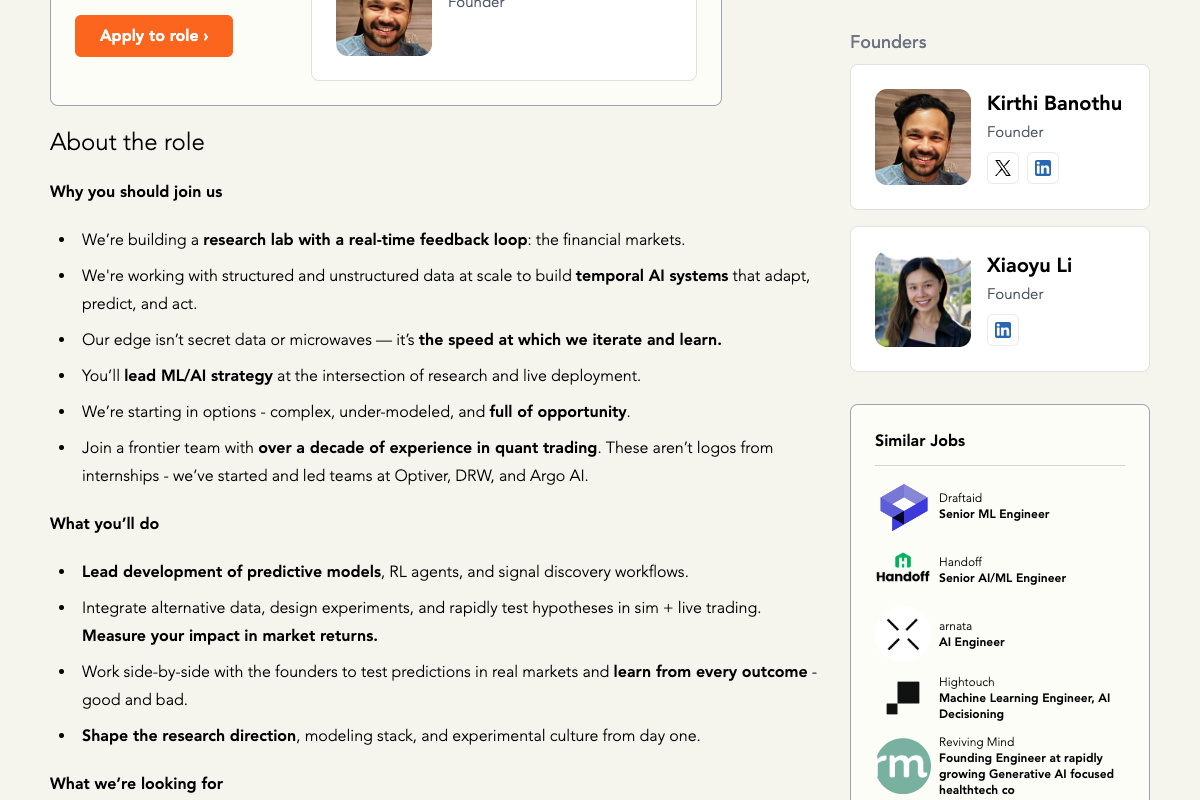 Founder
Apply to role ›
About the role
Why you should join us
• We’re building a research lab with a real-time feedback loop: the financial markets.
• We're working with structured and unstructured data at scale to build temporal AI systems that adapt,
predict, and act.
• Our edge isn’t secret data or microwaves — it’s the speed at which we iterate and learn.
• You’ll lead ML/AI strategy at the intersection of research and live deployment.
• We’re starting in options - complex, under-modeled, and full of opportunity.
• Join a frontier team with over a decade of experience in quant trading. These aren’t logos from
internships - we’ve started and led teams at Optiver, DRW, and Argo AI.
What you’ll do
• Lead development of predictive models, RL agents, and signal discovery workflows.
• Integrate alternative data, design experiments, and rapidly test hypotheses in sim + live trading.
Measure your impact in market returns.
• Work side-by-side with the founders to test predictions in real markets and learn from every outcome -
good and bad.
• Shape the research direction, modeling stack, and experimental culture from day one.
What we’re looking for
Founders
Kirthi Banothu
Founder
Xiaoyu Li
Founder
Similar Jobs
Draftaid
Senior ML Engineer
Handoff
Handoff
Senior AI/ML Engineer
arnata
AI Engineer
Hightouch
Machine Learning Engineer, AI
Decisioning
rm
Reviving Mind
Founding Engineer at rapidly
growing Generative AI focused
healthtech co